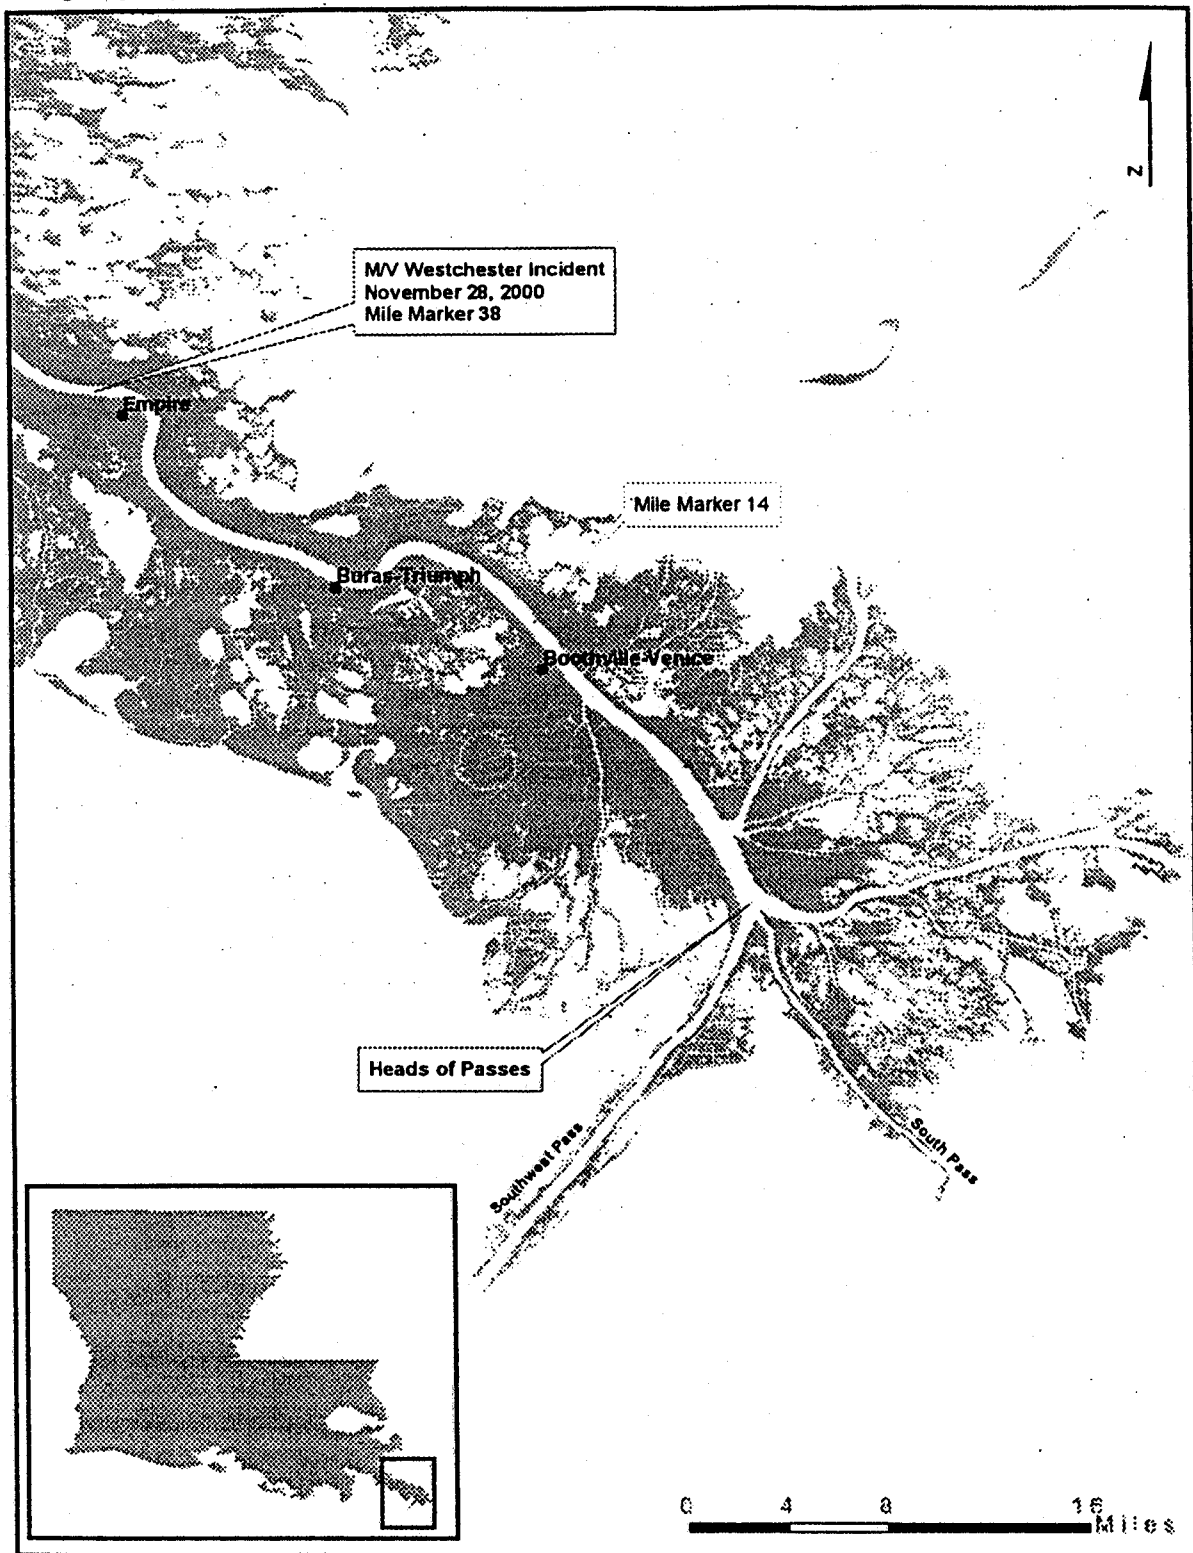 N
M/V Westchester Incident
November 28, 2000
Mile Marker 38
Empire
Mile Marker 14
Buras-Triumph
Boothville-Venice
Heads of Passes
Southwest Pass
South Pass
0 4 8 16
Miles